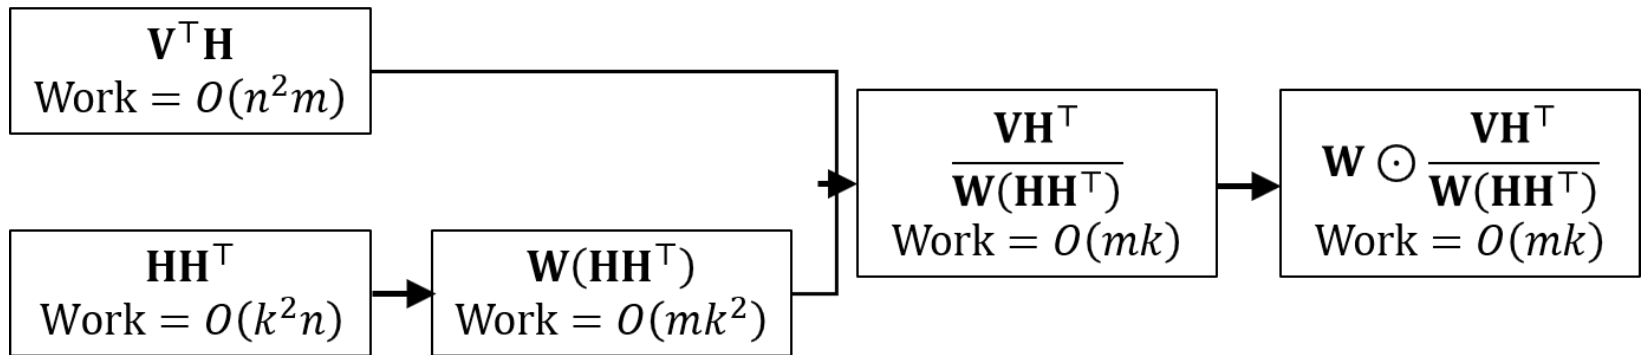 V⊤H
Work = O(n²m)
HH⊤
Work = O(k²n)
W(HH⊤)
Work = O(mk²)
VH⊤
W(HH⊤)
Work = O(mk)
W ⊙ VH⊤
W(HH⊤)
Work = O(mk)